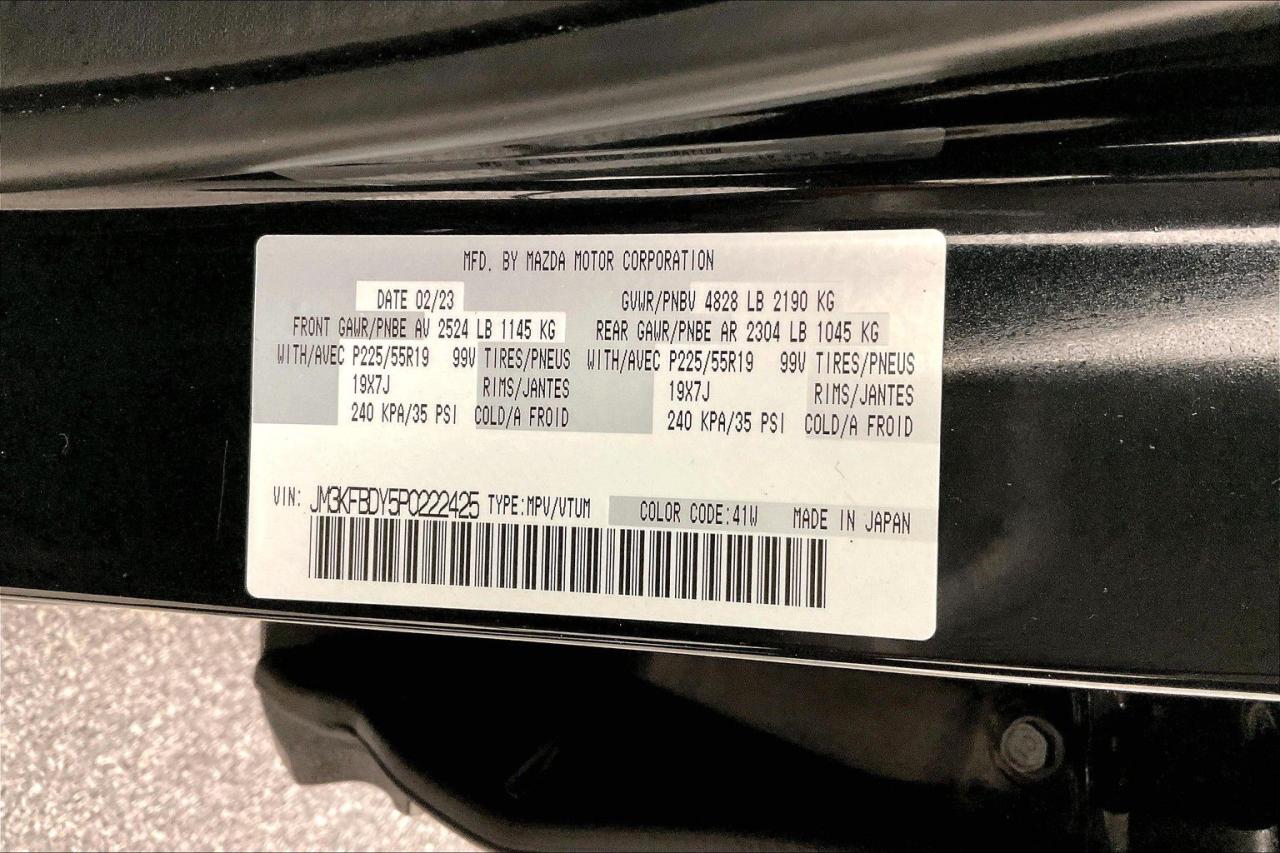 MFD. BY MAZDA MOTOR CORPORATION
DATE 02/23 GVWR/PNBV 4828 LB 2190 KG
FRONT GAWR/PNBE AV 2524 LB 1145 KG REAR GAWR/PNBE AR 2304 LB 1045 KG
WITH/AVEC P225/55R19 99V TIRES/PNEUS WITH/AVEC P225/55R19 99V TIRES/PNEUS
19X7J RIMS/JANTES 19X7J RIMS/JANTES
240 KPA/35 PSI COLD/A FROID 240 KPA/35 PSI COLD/A FROID
VIN: JM3KFBDY5P0222425 TYPE:MPV/VTUM COLOR CODE:41W MADE IN JAPAN